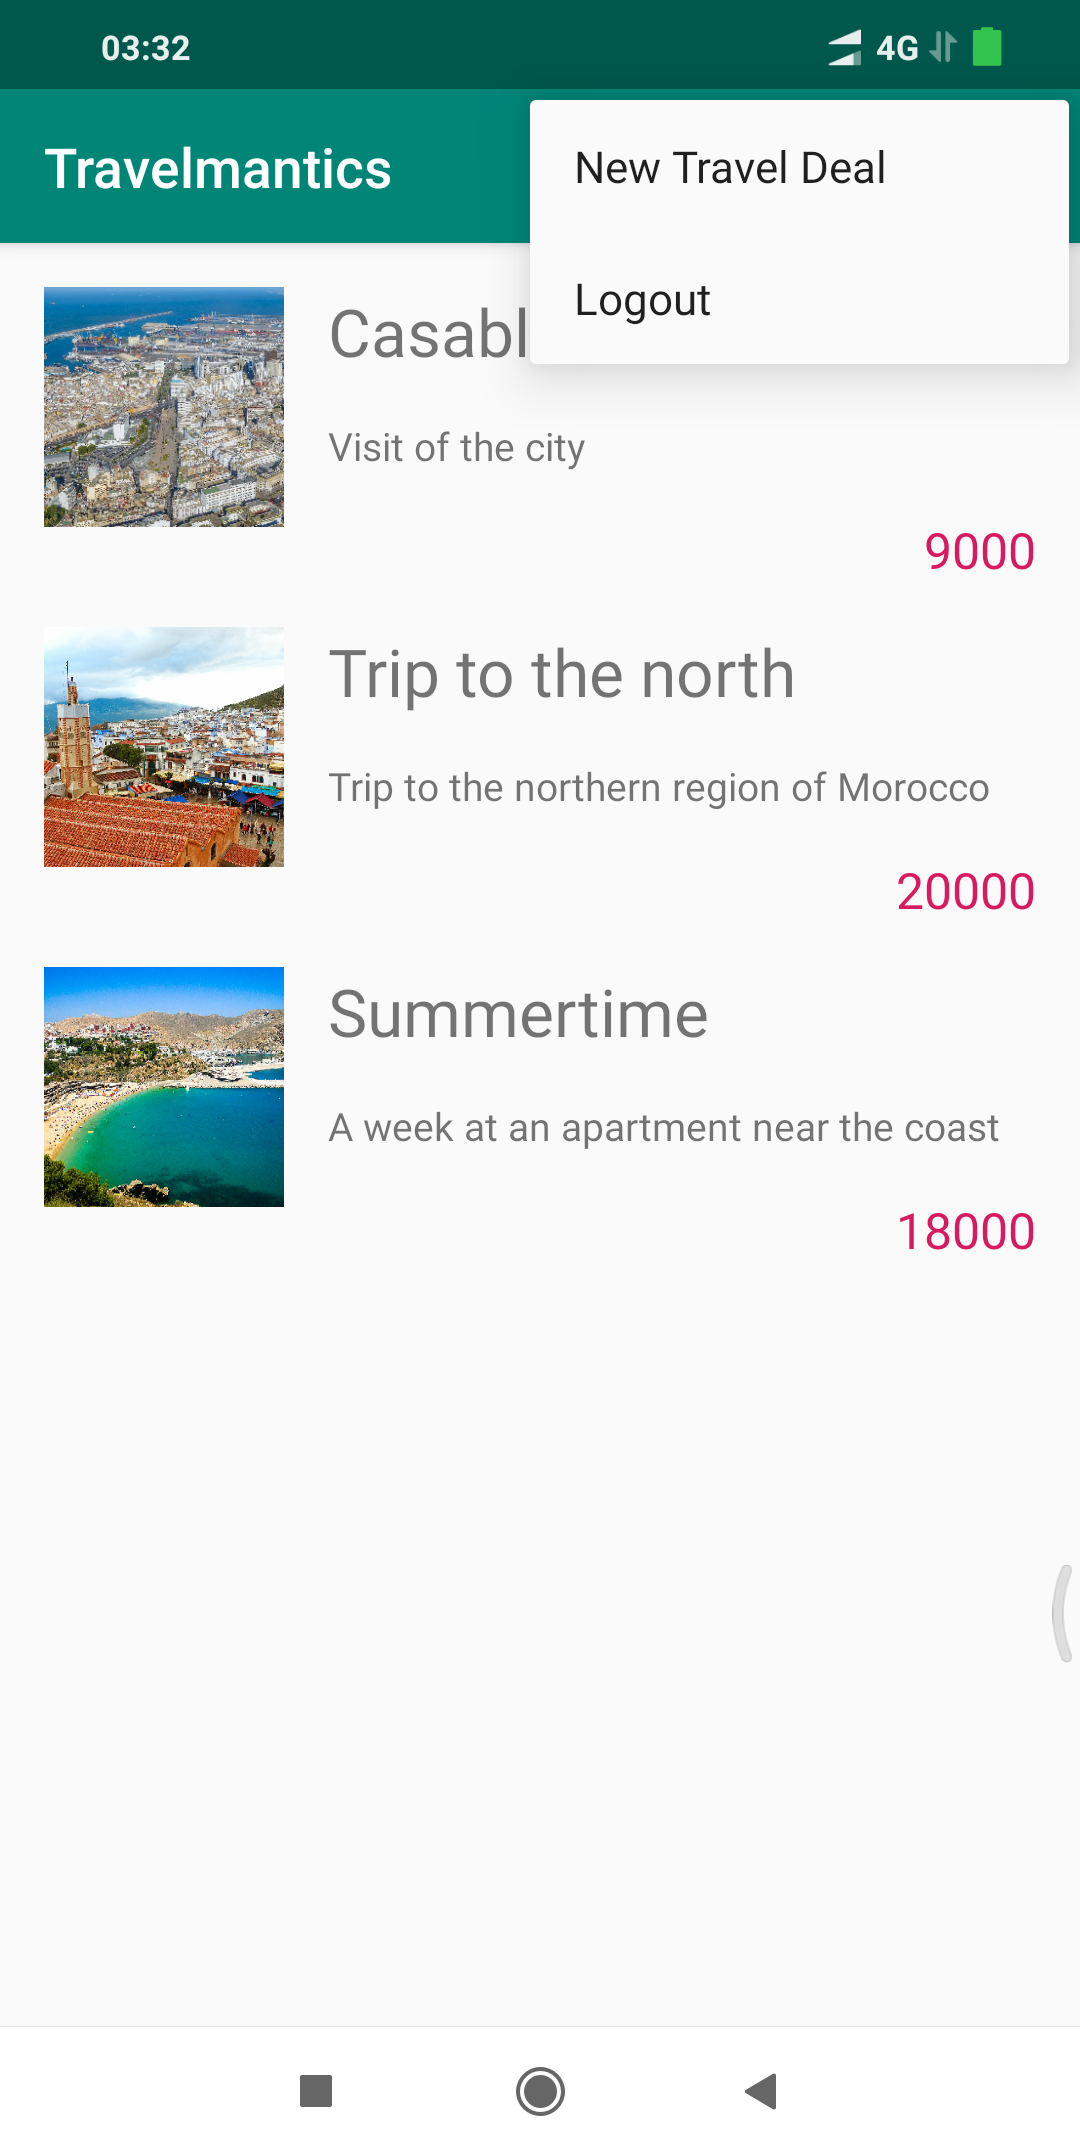 03:32
4G
Travelmantics
New Travel Deal
Logout
Visit of the city
9000
Trip to the north
Trip to the northern region of Morocco
20000
Summertime
A week at an apartment near the coast
18000